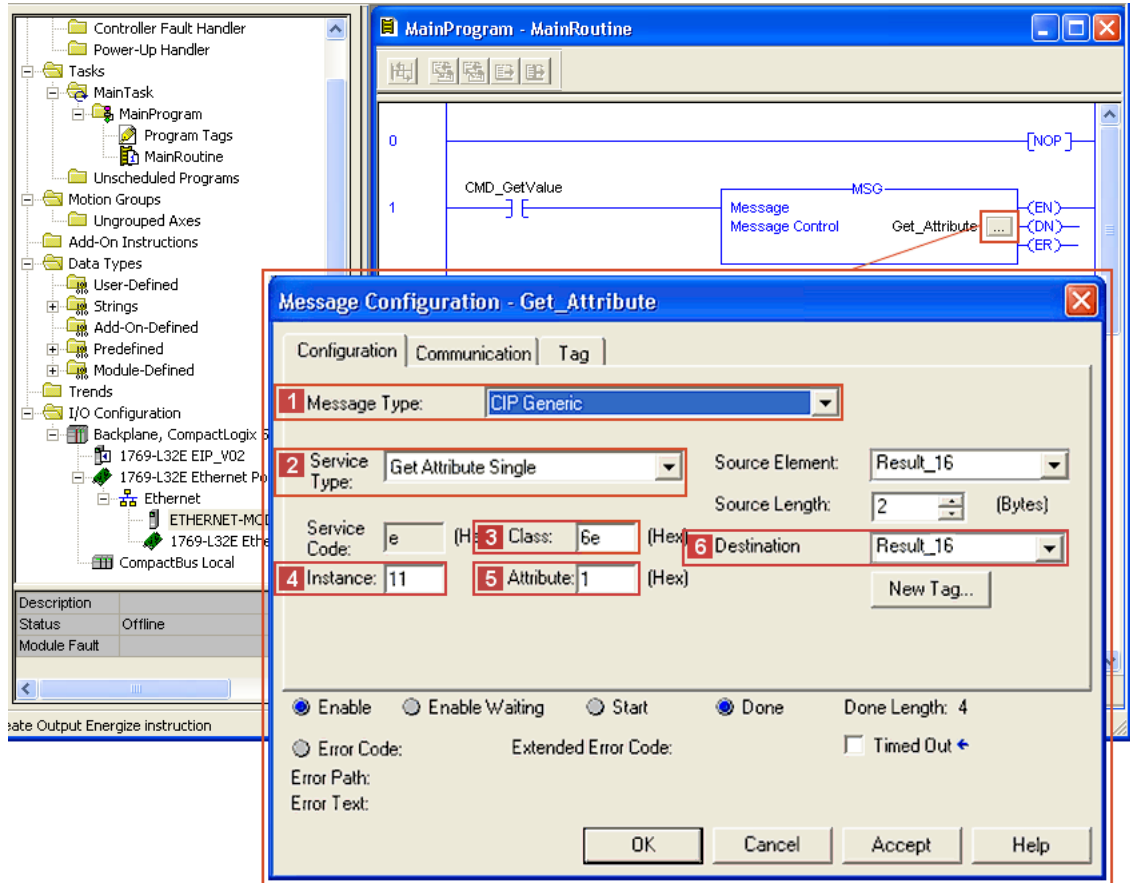 Controller Fault Handler
Power-Up Handler
Tasks
MainTask
MainProgram
Program Tags
MainRoutine
Unscheduled Programs
Motion Groups
Ungrouped Axes
Add-On Instructions
Data Types
User-Defined
Strings
Add-On-Defined
Predefined
Module-Defined
Trends
I/O Configuration
Backplane, CompactLogix
1769-L32E EIP_V02
1769-L32E Ethernet Po
Ethernet
ETHERNET-MOD
1769-L32E Ethe
CompactBus Local
Description
Status Offline
Module Fault
eate Output Energize instruction
MainProgram - MainRoutine
0
NOP
CMD_GetValue
MSG
1
Message
EN
Message Control Get_Attribute ...
DN
ER
Message Configuration - Get_Attribute
Configuration Communication Tag
1 Message Type: CIP Generic
2 Service Type: Get Attribute Single
Source Element: Result_16
Source Length: 2 (Bytes)
Service Code: e (He
3 Class: 6e (Hex)
6 Destination Result_16
4 Instance: 11
5 Attribute: 1 (Hex)
New Tag...
Enable Enable Waiting Start Done Done Length: 4
Error Code: Extended Error Code: Timed Out
Error Path:
Error Text:
OK Cancel Accept Help